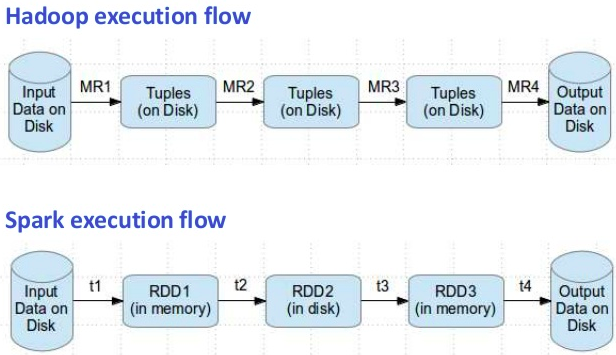 Hadoop execution flow
Input
Data on
Disk
MR1
Tuples
(on Disk)
MR2
Tuples
(on Disk)
MR3
Tuples
(on Disk)
MR4
Output
Data on
Disk
Spark execution flow
Input
Data on
Disk
t1
RDD1
(in memory)
t2
RDD2
(in disk)
t3
RDD3
(in memory)
t4
Output
Data on
Disk